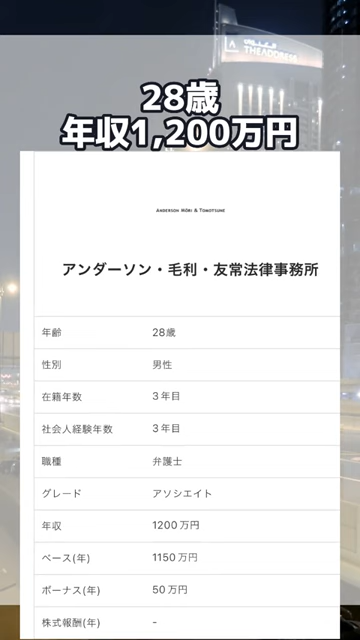 THE ADDRESS
28歳
年収1,200万円
ANDERSON MŌRI & TOMOTSUNE
アンダーソン・毛利・友常法律事務所
年齢 28歳
性別 男性
在籍年数 3年目
社会人経験年数 3年目
職種 弁護士
グレード アソシエイト
年収 1200万円
ベース(年) 1150万円
ボーナス(年) 50万円
株式報酬(年) -